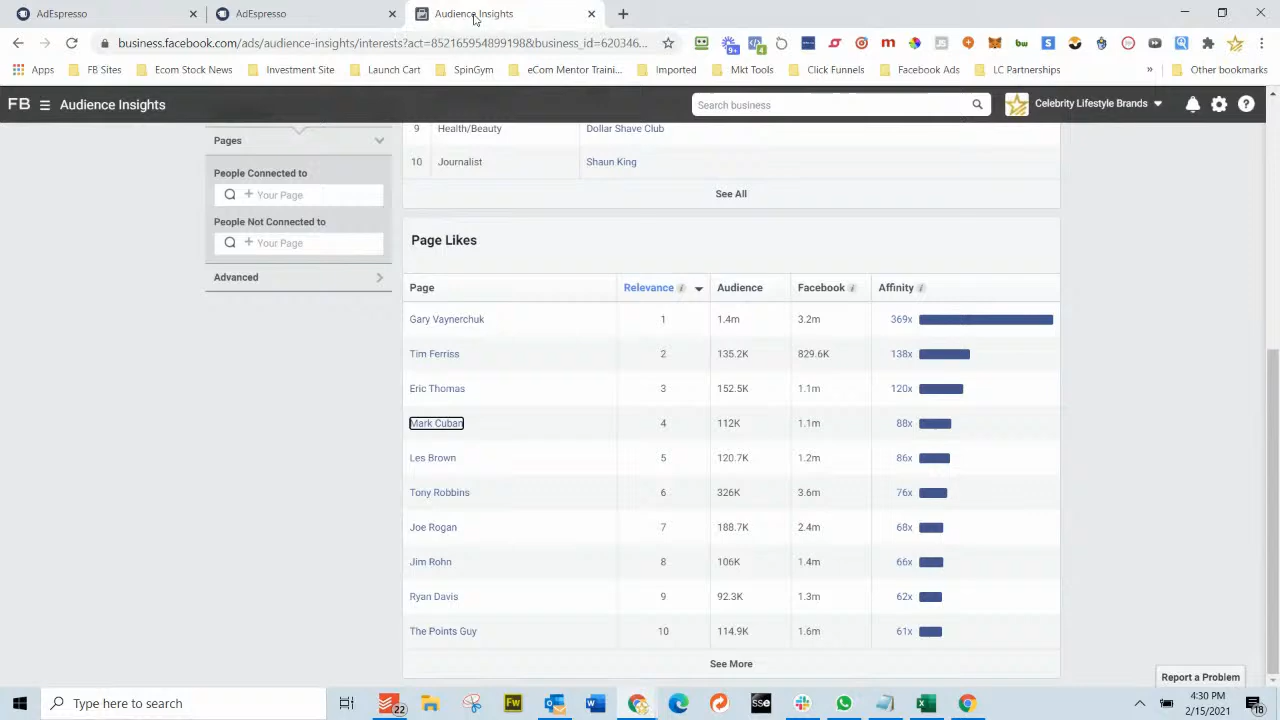 AdEspresso
AdEspresso
Audience Insights
business.facebook.com/ads/audience-insights/interests?act=852165954899198&business_id=620346...
Apps
FB Sites
Ecom Stock News
Investment Site
Launch Cart
SpinGym
eCom Mentor Traini...
Imported
Mkt Tools
Click Funnels
Facebook Ads
LC Partnerships
»
Other bookmarks
FB
Audience Insights
Search business
Celebrity Lifestyle Brands
Pages
People Connected to
+ Your Page
People Not Connected to
+ Your Page
Advanced
9 Health/Beauty Dollar Shave Club
10 Journalist Shaun King
See All
Page Likes
Page Relevance Audience Facebook Affinity
Gary Vaynerchuk 1 1.4m 3.2m 369x
Tim Ferriss 2 135.2K 829.6K 138x
Eric Thomas 3 152.5K 1.1m 120x
Mark Cuban 4 112K 1.1m 88x
Les Brown 5 120.7K 1.2m 86x
Tony Robbins 6 326K 3.6m 76x
Joe Rogan 7 188.7K 2.4m 68x
Jim Rohn 8 106K 1.4m 66x
Ryan Davis 9 92.3K 1.3m 62x
The Points Guy 10 114.9K 1.6m 61x
See More
Report a Problem
Type here to search
22
Fw
SSE
4:30 PM
2/15/2021
18